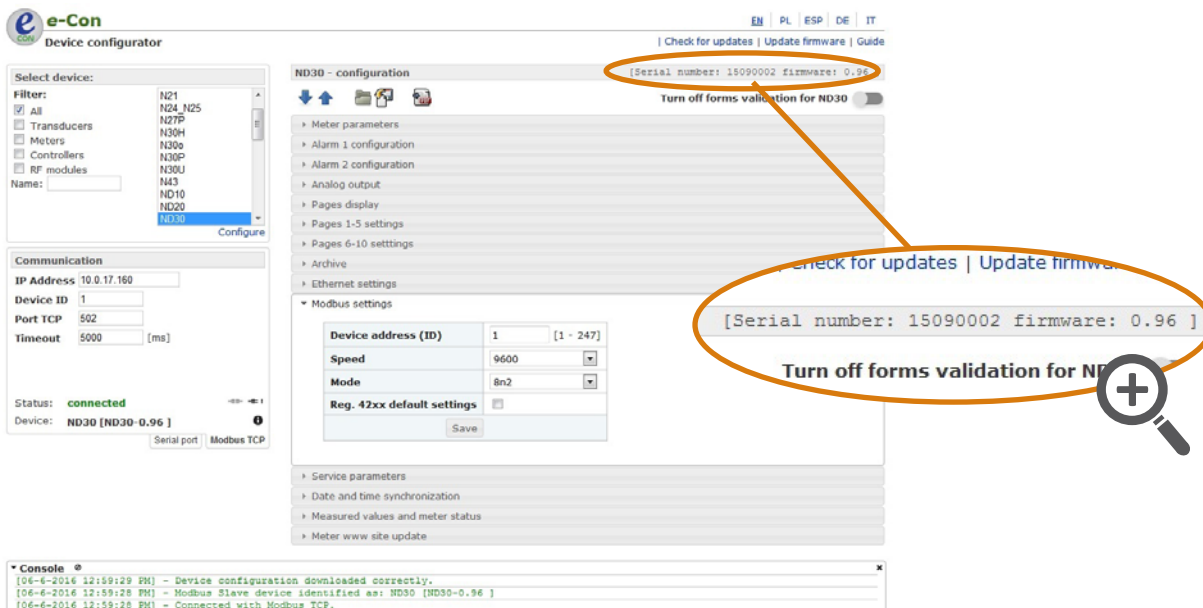 e-Con
e
CON
Device configurator
EN | PL | ESP | DE | IT
| Check for updates | Update firmware | Guide
Select device:
Filter:
All
Transducers
Meters
Controllers
RF modules
Name:
N21
N24_N25
N27P
N30H
N30o
N30P
N30U
N43
ND10
ND20
ND30
Configure
Communication
IP Address 10.0.17.160
Device ID 1
Port TCP 502
Timeout 5000 [ms]
Status: connected
Device: ND30 [ND30-0.96 ]
Serial port Modbus TCP
ND30 - configuration
[Serial number: 15090002 firmware: 0.96 ]
Turn off forms validation for ND30
Meter parameters
Alarm 1 configuration
Alarm 2 configuration
Analog output
Pages display
Pages 1-5 settings
Pages 6-10 setttings
Archive
Ethernet settings
Modbus settings
Device address (ID) 1 [1 - 247]
Speed 9600
Mode 8n2
Reg. 42xx default settings
Save
Service parameters
Date and time synchronization
Measured values and meter status
Meter www site update
Check for updates | Update firmwa
[Serial number: 15090002 firmware: 0.96 ]
Turn off forms validation for ND
Console
[06-6-2016 12:59:29 PM] - Device configuration downloaded correctly.
[06-6-2016 12:59:28 PM] - Modbus Slave device identified as: ND30 [ND30-0.96 ]
[06-6-2016 12:59:28 PM] - Connected with Modbus TCP.